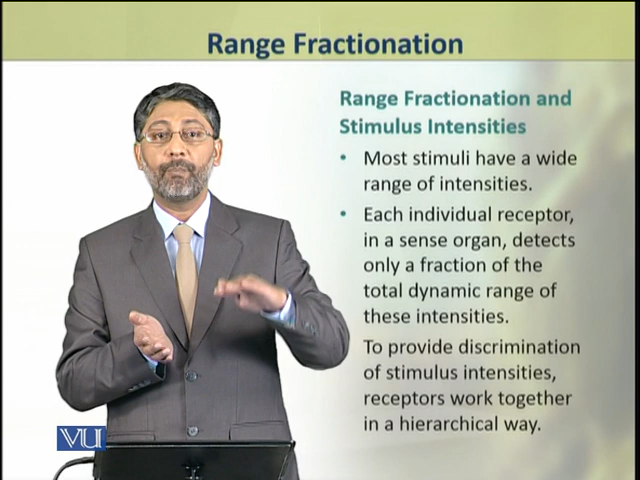 Range Fractionation
Range Fractionation and
Stimulus Intensities
• Most stimuli have a wide
range of intensities.
• Each individual receptor,
in a sense organ, detects
only a fraction of the
total dynamic range of
these intensities.
To provide discrimination
of stimulus intensities,
receptors work together
in a hierarchical way.
VU